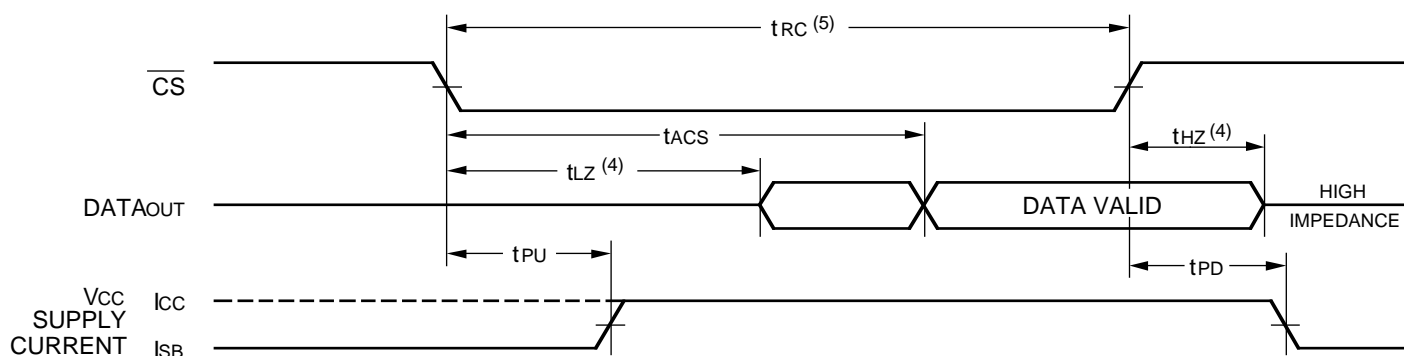 tRC (5)
CS
tACS
tHZ (4)
tLZ (4)
DATAOUT
DATA VALID
HIGH
IMPEDANCE
tPU
tPD
VCC ICC
SUPPLY
CURRENT ISB